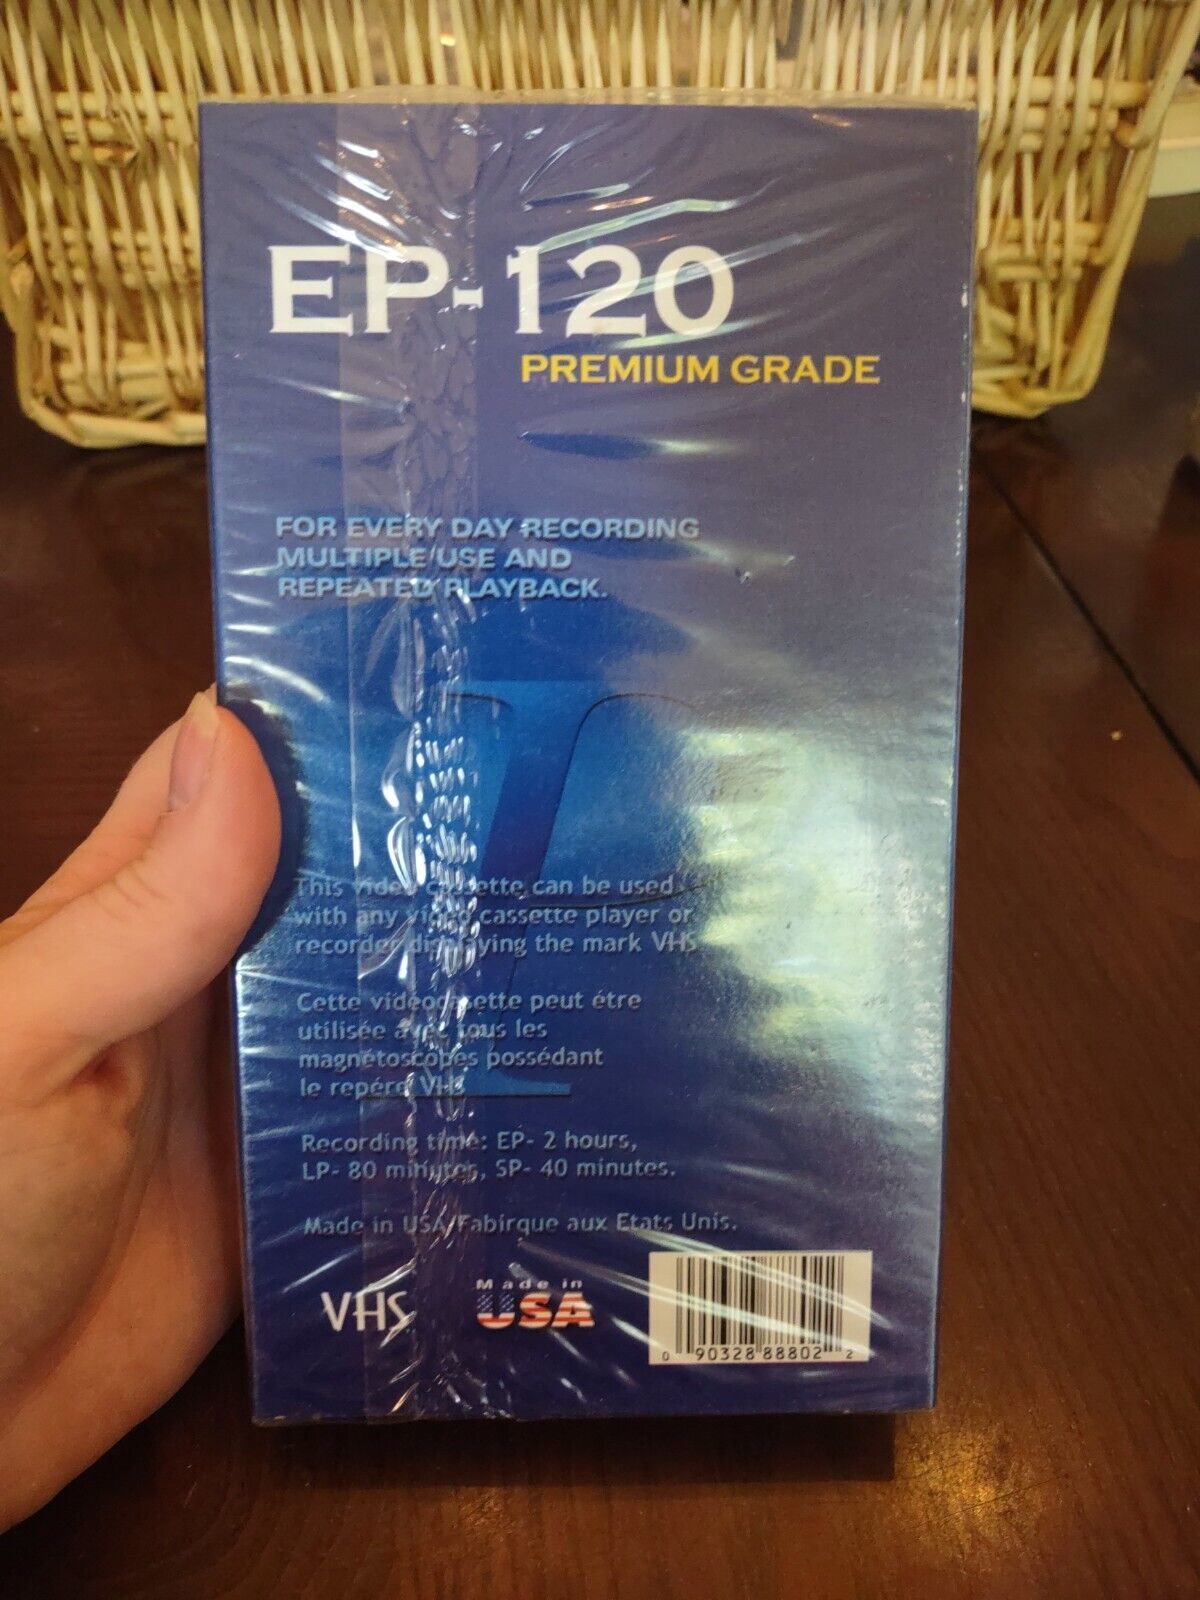 EP-120
PREMIUM GRADE
FOR EVERY DAY RECORDING
MULTIPLE USE AND
REPEATED PLAYBACK.
This video cassette can be used
with any video cassette player or
recorder displaying the mark VHS
Cette vidéocassette peut étre
utilisée avec tous les
magnétoscopes possédant
le repére VHS
Recording time: EP- 2 hours,
LP- 80 minutes, SP- 40 minutes.
Made in USA/Fabirque aux Etats Unis.
VHS
Made in
USA
0 90328 88802 2